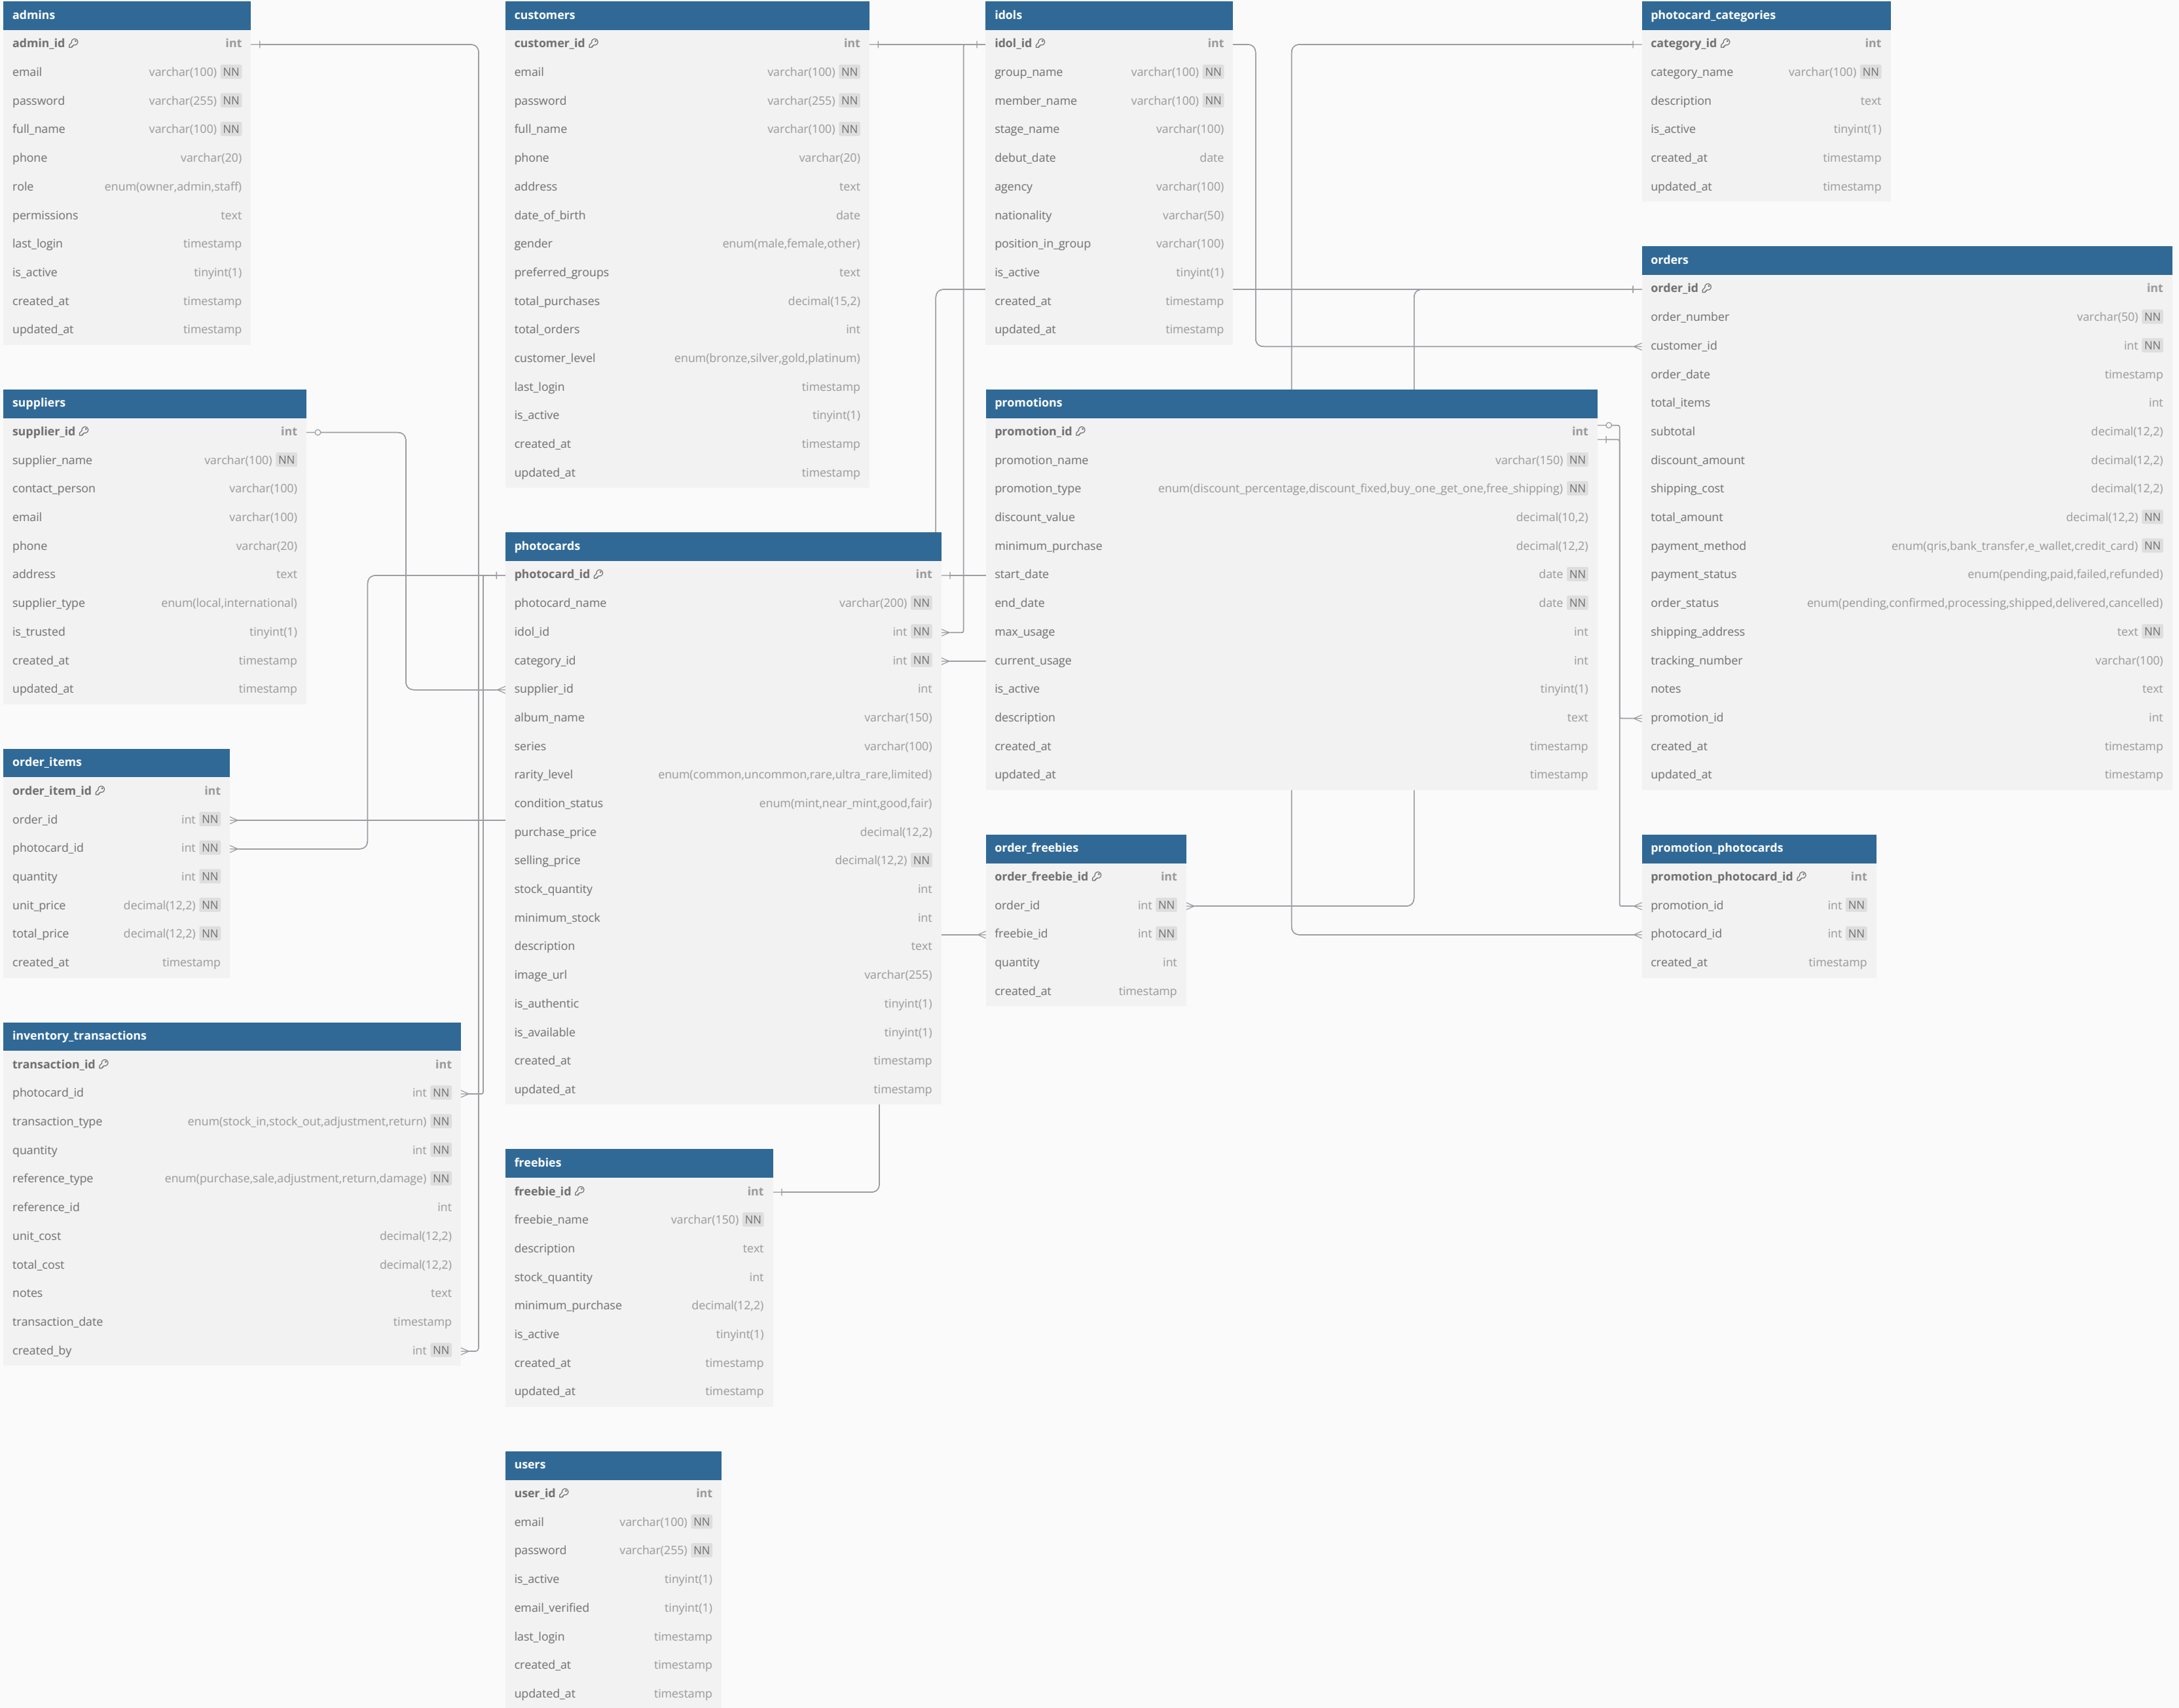 admins
admin_id int
email varchar(100) NN
password varchar(255) NN
full_name varchar(100) NN
phone varchar(20)
role enum(owner,admin,staff)
permissions text
last_login timestamp
is_active tinyint(1)
created_at timestamp
updated_at timestamp
customers
customer_id int
email varchar(100) NN
password varchar(255) NN
full_name varchar(100) NN
phone varchar(20)
address text
date_of_birth date
gender enum(male,female,other)
preferred_groups text
total_purchases decimal(15,2)
total_orders int
customer_level enum(bronze,silver,gold,platinum)
last_login timestamp
is_active tinyint(1)
created_at timestamp
updated_at timestamp
idols
idol_id int
group_name varchar(100) NN
member_name varchar(100) NN
stage_name varchar(100)
debut_date date
agency varchar(100)
nationality varchar(50)
position_in_group varchar(100)
is_active tinyint(1)
created_at timestamp
updated_at timestamp
photocard_categories
category_id int
category_name varchar(100) NN
description text
is_active tinyint(1)
created_at timestamp
updated_at timestamp
orders
order_id int
order_number varchar(50) NN
customer_id int NN
order_date timestamp
total_items int
subtotal decimal(12,2)
discount_amount decimal(12,2)
shipping_cost decimal(12,2)
total_amount decimal(12,2) NN
payment_method enum(qris,bank_transfer,e_wallet,credit_card) NN
payment_status enum(pending,paid,failed,refunded)
order_status enum(pending,confirmed,processing,shipped,delivered,cancelled)
shipping_address text NN
tracking_number varchar(100)
notes text
promotion_id int
created_at timestamp
updated_at timestamp
suppliers
supplier_id int
supplier_name varchar(100) NN
contact_person varchar(100)
email varchar(100)
phone varchar(20)
address text
supplier_type enum(local,international)
is_trusted tinyint(1)
created_at timestamp
updated_at timestamp
promotions
promotion_id int
promotion_name varchar(150) NN
promotion_type enum(discount_percentage,discount_fixed,buy_one_get_one,free_shipping) NN
discount_value decimal(10,2)
minimum_purchase decimal(12,2)
start_date date NN
end_date date NN
max_usage int
current_usage int
is_active tinyint(1)
description text
created_at timestamp
updated_at timestamp
photocards
photocard_id int
photocard_name varchar(200) NN
idol_id int NN
category_id int NN
supplier_id int
album_name varchar(150)
series varchar(100)
rarity_level enum(common,uncommon,rare,ultra_rare,limited)
condition_status enum(mint,near_mint,good,fair)
purchase_price decimal(12,2)
selling_price decimal(12,2) NN
stock_quantity int
minimum_stock int
description text
image_url varchar(255)
is_authentic tinyint(1)
is_available tinyint(1)
created_at timestamp
updated_at timestamp
order_items
order_item_id int
order_id int NN
photocard_id int NN
quantity int NN
unit_price decimal(12,2) NN
total_price decimal(12,2) NN
created_at timestamp
order_freebies
order_freebie_id int
order_id int NN
freebie_id int NN
quantity int
created_at timestamp
promotion_photocards
promotion_photocard_id int
promotion_id int NN
photocard_id int NN
created_at timestamp
inventory_transactions
transaction_id int
photocard_id int NN
transaction_type enum(stock_in,stock_out,adjustment,return) NN
quantity int NN
reference_type enum(purchase,sale,adjustment,return,damage) NN
reference_id int
unit_cost decimal(12,2)
total_cost decimal(12,2)
notes text
transaction_date timestamp
created_by int NN
freebies
freebie_id int
freebie_name varchar(150) NN
description text
stock_quantity int
minimum_purchase decimal(12,2)
is_active tinyint(1)
created_at timestamp
updated_at timestamp
users
user_id int
email varchar(100) NN
password varchar(255) NN
is_active tinyint(1)
email_verified tinyint(1)
last_login timestamp
created_at timestamp
updated_at timestamp